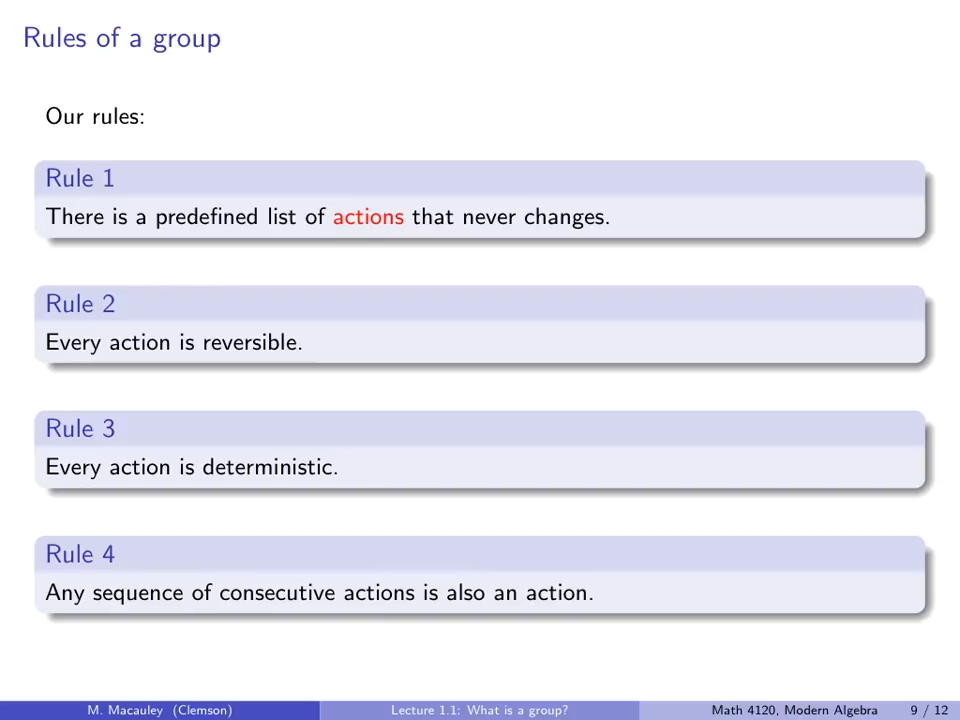 Rules of a group
Our rules:
Rule 1
There is a predefined list of actions that never changes.
Rule 2
Every action is reversible.
Rule 3
Every action is deterministic.
Rule 4
Any sequence of consecutive actions is also an action.
M. Macauley (Clemson) Lecture 1.1: What is a group? Math 4120, Modern Algebra 9 / 12